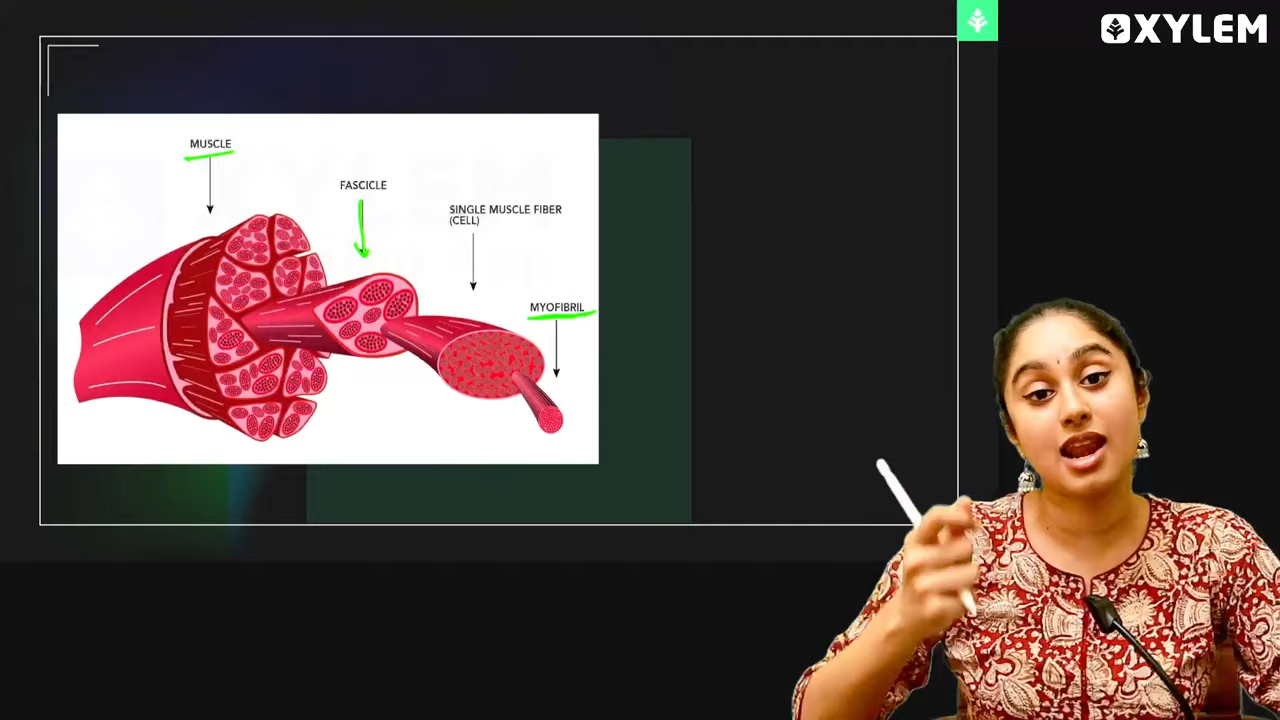 XYLEM
MUSCLE
FASCICLE
SINGLE MUSCLE FIBER
(CELL)
MYOFIBRIL